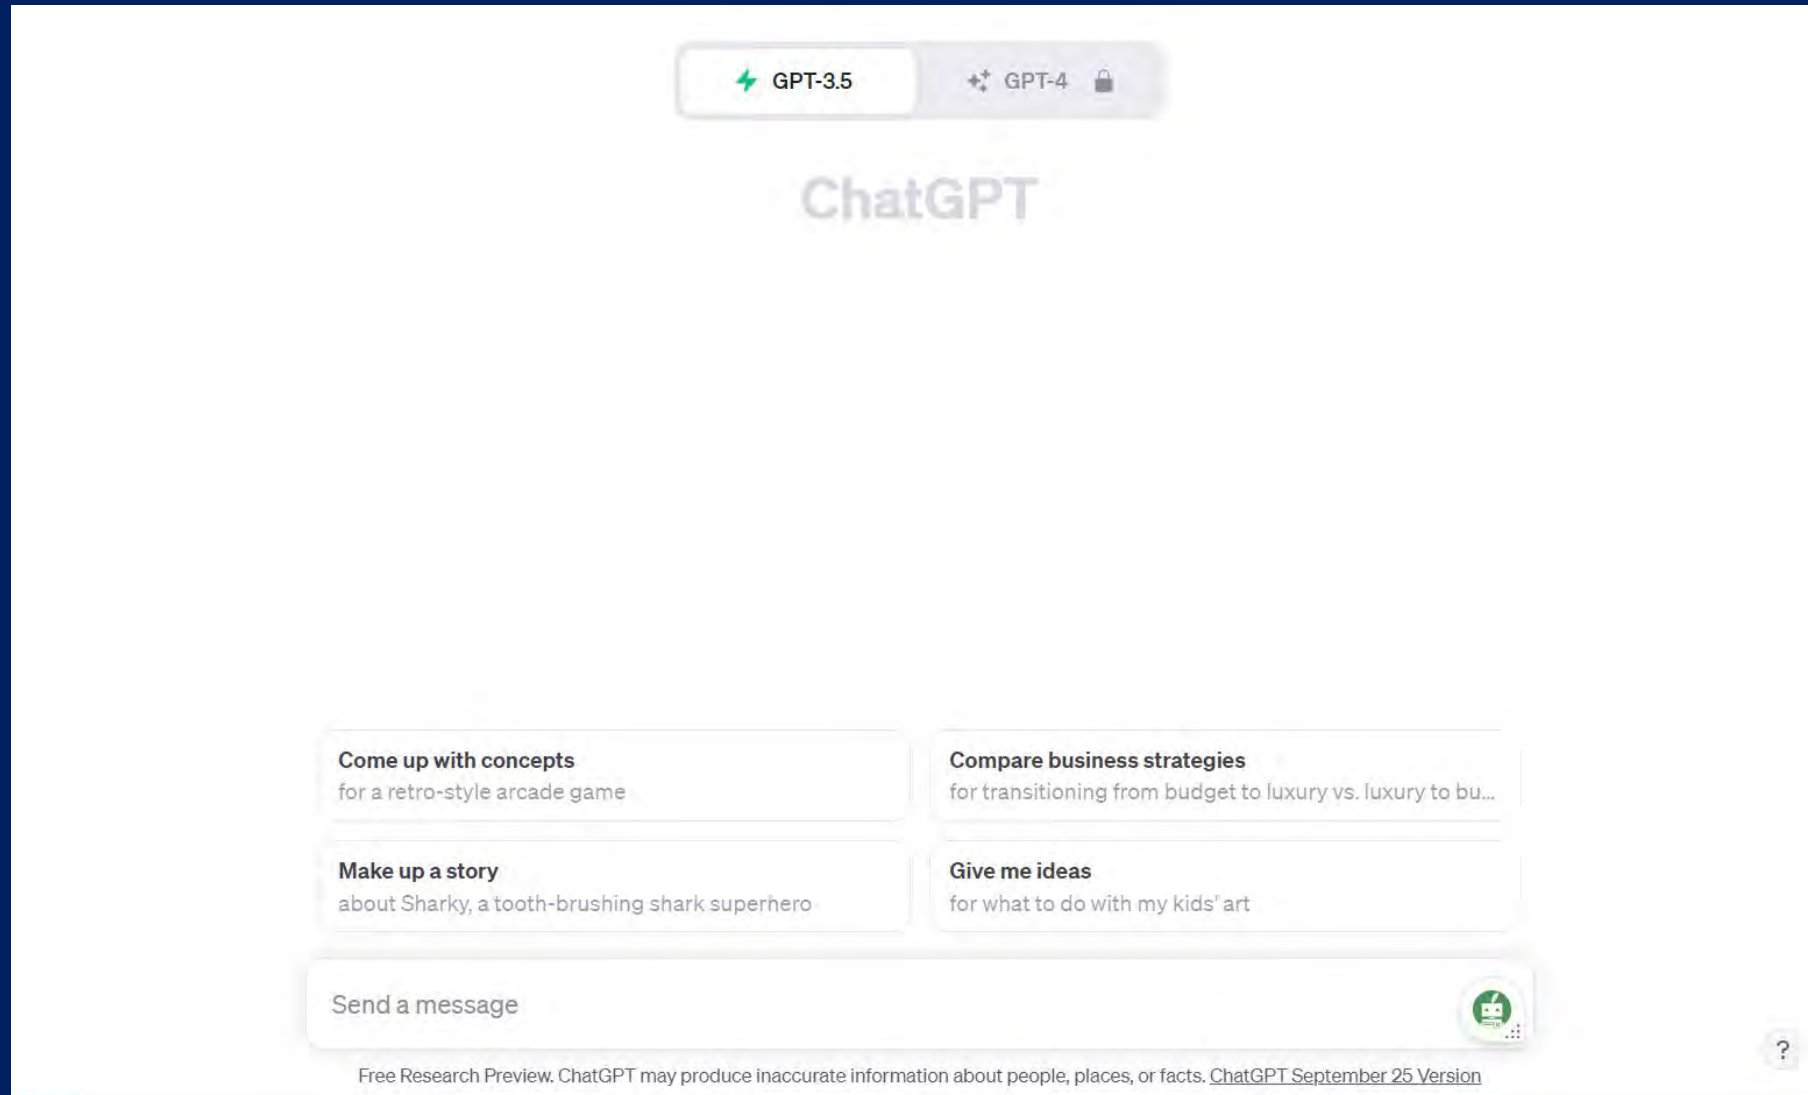 GPT-3.5
GPT-4
ChatGPT
Come up with concepts
for a retro-style arcade game
Compare business strategies
for transitioning from budget to luxury vs. luxury to bu...
Make up a story
about Sharky, a tooth-brushing shark superhero
Give me ideas
for what to do with my kids' art
Send a message
?
Free Research Preview. ChatGPT may produce inaccurate information about people, places, or facts. ChatGPT September 25 Version